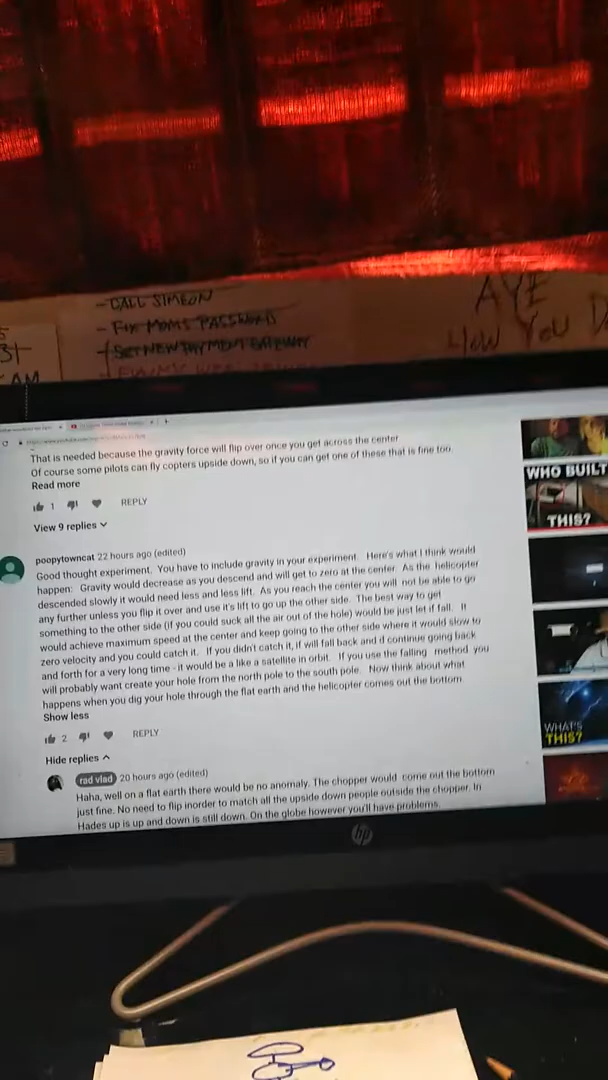 - CALL SIMEON
AYE
- FOR MOMS PASSWORD
HOW YOU D
- SET NEW PAYMENT GATEWAY
3t
AM
That is needed because the gravity force will flip over once you get across the center
Of course some pilots can fly copters upside down, so if you can get one of these that is fine too.
Read more
1
REPLY
View 9 replies
poopytowncat 22 hours ago (edited)
Good thought experiment. You have to include gravity in your experiment. Here's what I think would
happen: Gravity would decrease as you descend and will get to zero at the center. As the helicopter
descended slowly it would need less and less lift. As you reach the center you will not be able to go
any further unless you flip it over and use it's lift to go up the other side. The best way to get
something to the other side (if you could suck all the air out of the hole) would be just let if fall. It
would achieve maximum speed at the center and keep going to the other side where it would slow to
zero velocity and you could catch it. If you didn't catch it, if will fall back and d continue going back
and forth for a very long time - it would be a like a satellite in orbit. If you use the falling method you
will probably want create your hole from the north pole to the south pole. Now think about what
happens when you dig your hole through the flat earth and the helicopter comes out the bottom.
Show less
2
REPLY
Hide replies
rad vlad 20 hours ago (edited)
Haha, well on a flat earth there would be no anomaly. The chopper would come out the bottom
just fine. No need to flip inorder to match all the upside down people outside the chopper. In
Hades up is up and down is still down. On the globe however you'll have problems.
WHO BUILT
THIS?
WHAT'S
THIS?
hp